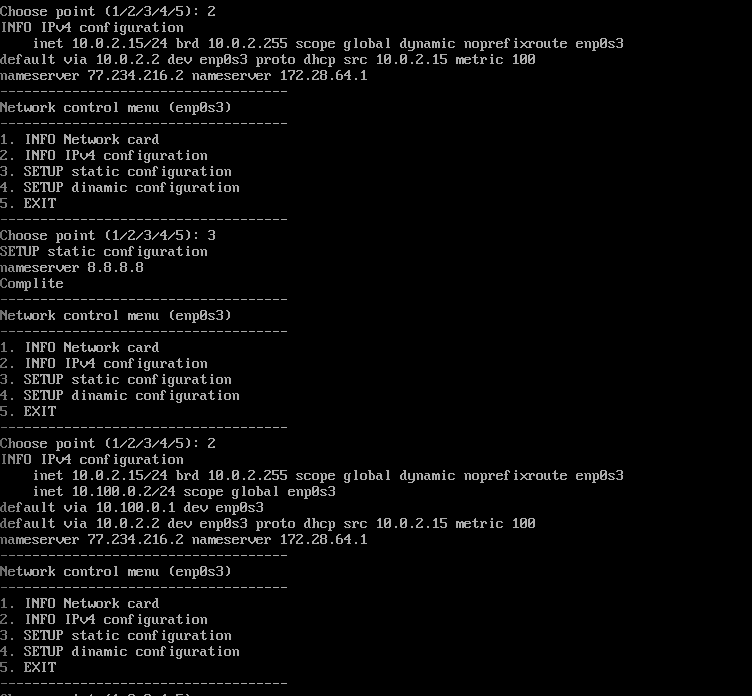 Choose point (1/2/3/4/5): 2
INFO IPv4 configuration
    inet 10.0.2.15/24 brd 10.0.2.255 scope global dynamic noprefixroute enp0s3
default via 10.0.2.2 dev enp0s3 proto dhcp src 10.0.2.15 metric 100
nameserver 77.234.216.2 nameserver 172.28.64.1
------------------------------------
Network control menu (enp0s3)
------------------------------------
1. INFO Network card
2. INFO IPv4 configuration
3. SETUP static configuration
4. SETUP dinamic configuration
5. EXIT
------------------------------------
Choose point (1/2/3/4/5): 3
SETUP static configuration
nameserver 8.8.8.8
Complite
------------------------------------
Network control menu (enp0s3)
------------------------------------
1. INFO Network card
2. INFO IPv4 configuration
3. SETUP static configuration
4. SETUP dinamic configuration
5. EXIT
------------------------------------
Choose point (1/2/3/4/5): 2
INFO IPv4 configuration
    inet 10.0.2.15/24 brd 10.0.2.255 scope global dynamic noprefixroute enp0s3
    inet 10.100.0.2/24 scope global enp0s3
default via 10.100.0.1 dev enp0s3
default via 10.0.2.2 dev enp0s3 proto dhcp src 10.0.2.15 metric 100
nameserver 77.234.216.2 nameserver 172.28.64.1
------------------------------------
Network control menu (enp0s3)
------------------------------------
1. INFO Network card
2. INFO IPv4 configuration
3. SETUP static configuration
4. SETUP dinamic configuration
5. EXIT
------------------------------------